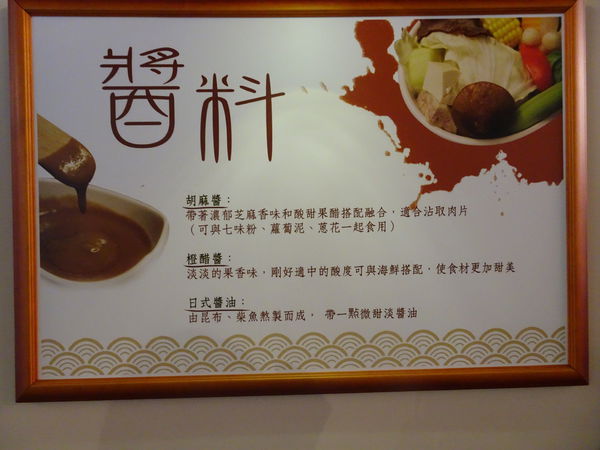 醬料
胡麻醬：
帶著濃郁芝麻香味和酸甜果醋搭配融合，適合沾取肉片
（可與七味粉、蘿蔔泥、蔥花一起食用）
橙醋醬：
淡淡的果香味，剛好適中的酸度可與海鮮搭配，使食材更加甜美
日式醬油：
由昆布、柴魚熬製而成， 帶一點微甜淡醬油